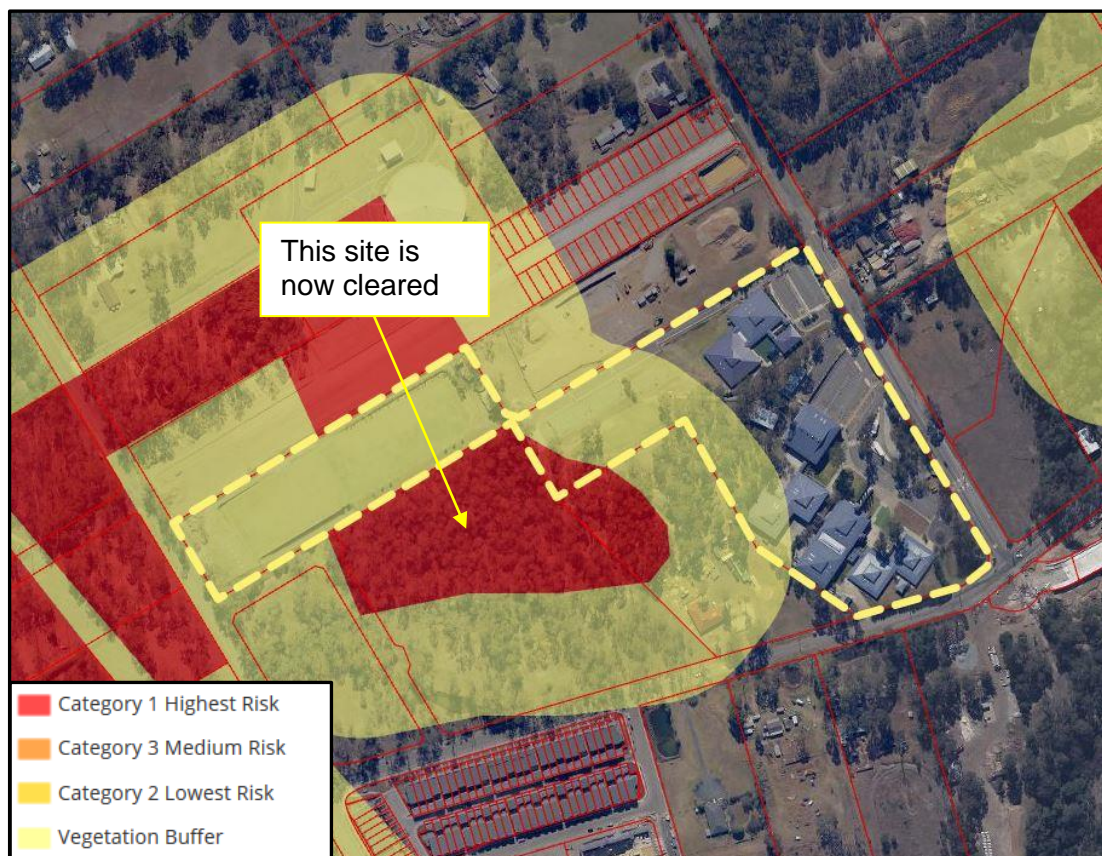 This site is
now cleared
Category 1 Highest Risk
Category 3 Medium Risk
Category 2 Lowest Risk
Vegetation Buffer